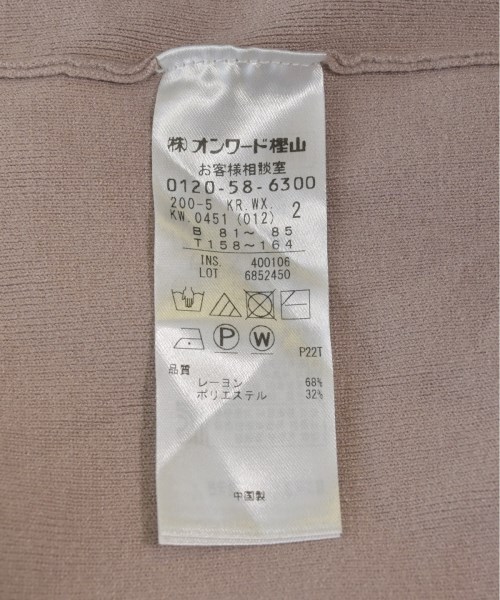 (株)オンワード樫山
お客様相談室
0120-58-6300
200-5 KR.WX.
KW.0451 (012) 2
B 81~ 85
T158~164
INS. 400106
LOT 6852450
P W
P22T
品質
レーヨン 68%
ポリエステル 32%
中国製